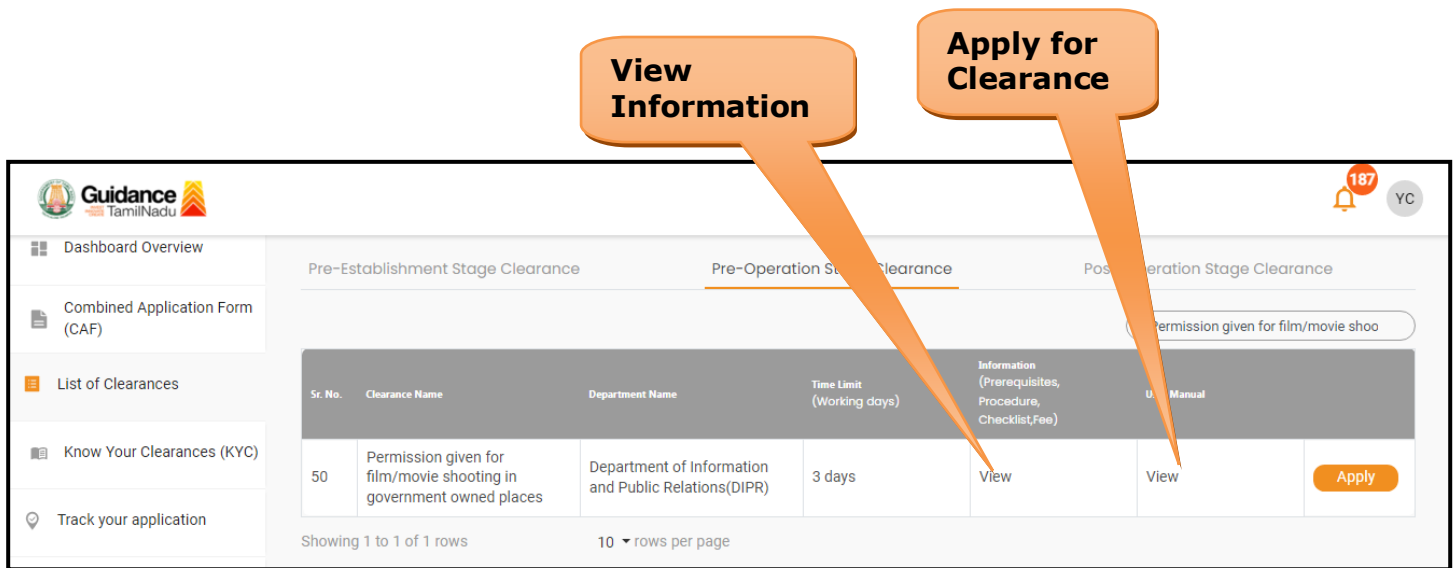 View
Information
Apply for
Clearance
Guidance
TamilNadu
187
YC
Dashboard Overview
Combined Application Form
(CAF)
List of Clearances
Know Your Clearances (KYC)
Track your application
Pre-Establishment Stage Clearance
Pre-Operation Stage Clearance
Pos eration Stage Clearance
Permission given for film/movie shoo
Sr. No.
Clearance Name
Department Name
Time Limit
(Working days)
Information
(Prerequisites,
Procedure,
Checklist,Fee)
Manual
50
Permission given for
film/movie shooting in
government owned places
Department of Information
and Public Relations(DIPR)
3 days
View
View
Apply
Showing 1 to 1 of 1 rows
10 rows per page